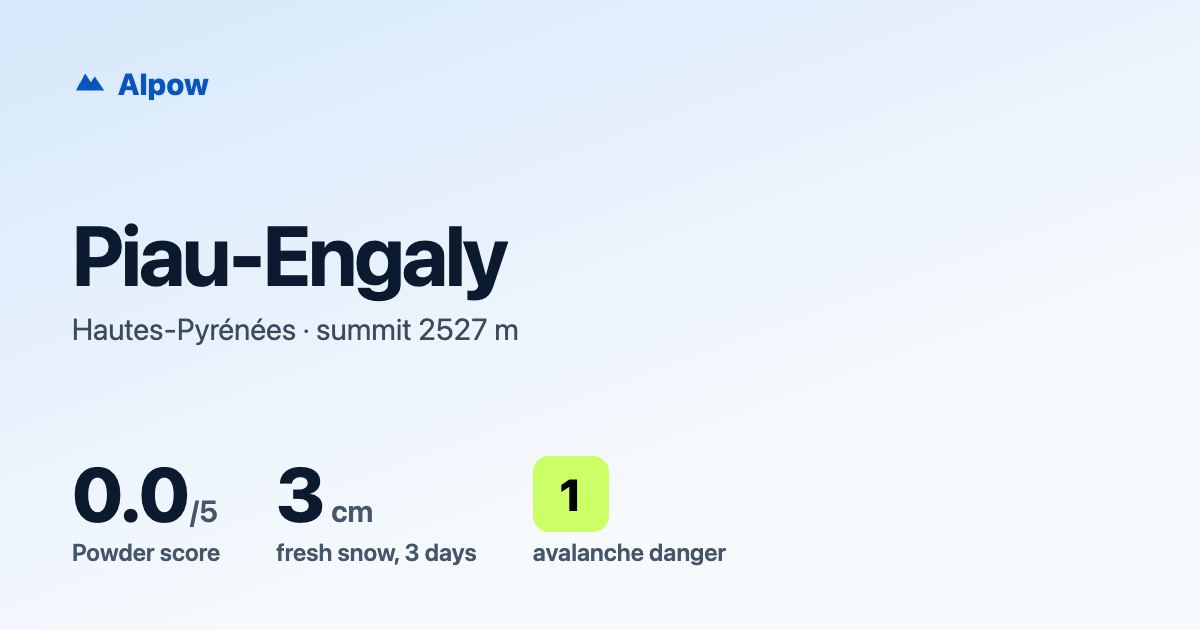 Alpow
Piau-Engaly
Hautes-Pyrénées · summit 2527 m
0.0/5
Powder score
3 cm
fresh snow, 3 days
1
avalanche danger